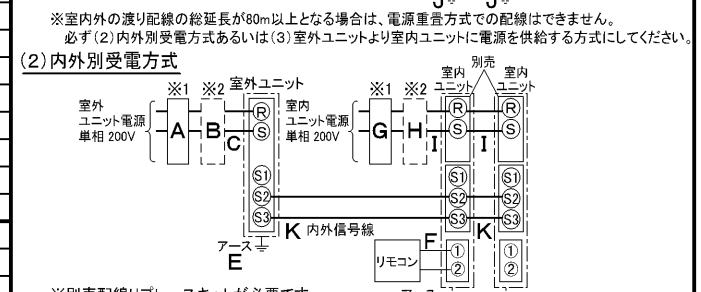 ※室内外の渡り配線の総延長が80m以上となる場合は、電源重畳方式での配線はできません。
必ず(2)内外別受電方式あるいは(3)室外ユニットより室内ユニットに電源を供給する方式にしてください。
(2)内外別受電方式
別売
※1 ※2 室外ユニット
※1 ※2 室内ユニット 室内ユニット
室外
ユニット電源
単相 200V
A B C
R
S
室内
ユニット電源
単相 200V
G H I I
R R
S S
S1 S1 S1
S2 S2 S2
S3 S3 S3
K 内外信号線 K
アース
E
リモコン
F
① ①
② ②